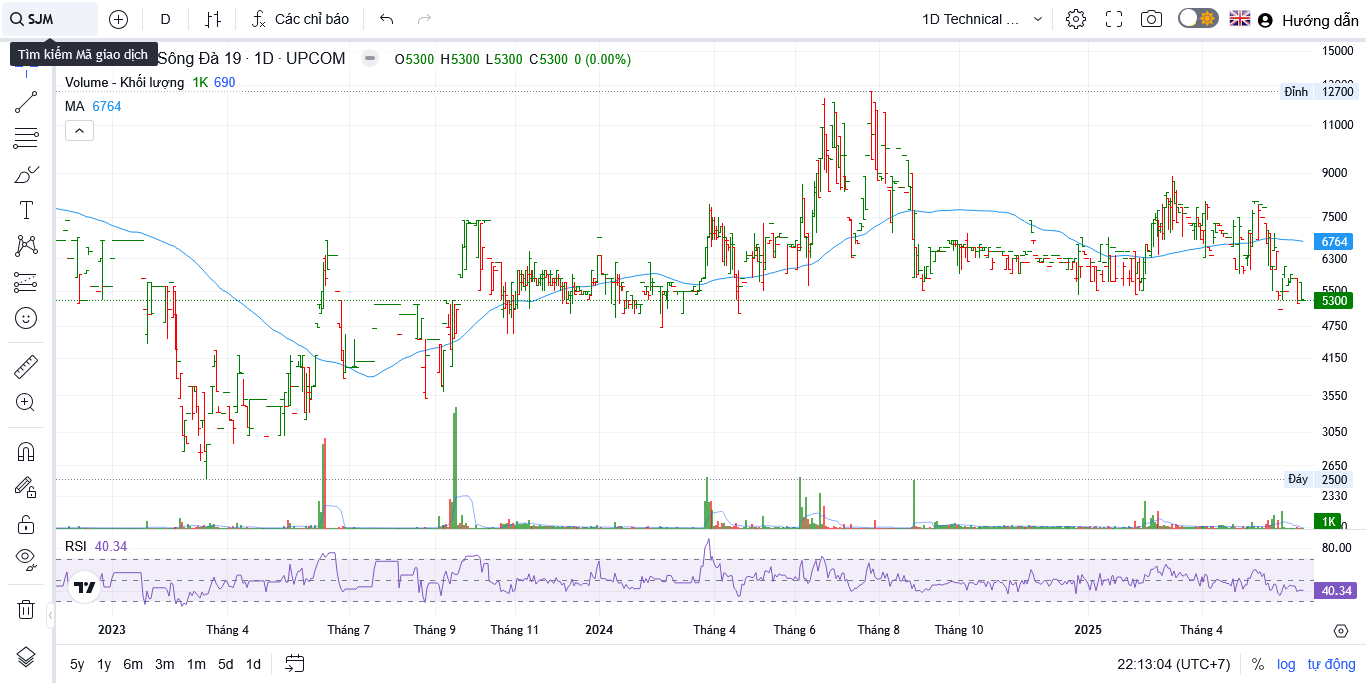 SJM
D
Các chỉ báo
1D Technical ...
Hướng dẫn
Tìm kiếm Mã giao dịch
Sông Đà 19 · 1D · UPCOM
O5300 H5300 L5300 C5300 0 (0.00%)
Volume - Khối lượng 1K 690
MA 6764
15000
Đỉnh 12700
11000
9000
7500
6764
6300
5500
5300
4750
4150
3550
3050
2650
Đáy 2500
2330
1K
RSI 40.34
80.00
40.34
2023 Tháng 4 Tháng 7 Tháng 9 Tháng 11 2024 Tháng 4 Tháng 6 Tháng 8 Tháng 10 2025 Tháng 4
5y 1y 6m 3m 1m 5d 1d
22:13:04 (UTC+7) % log tự động